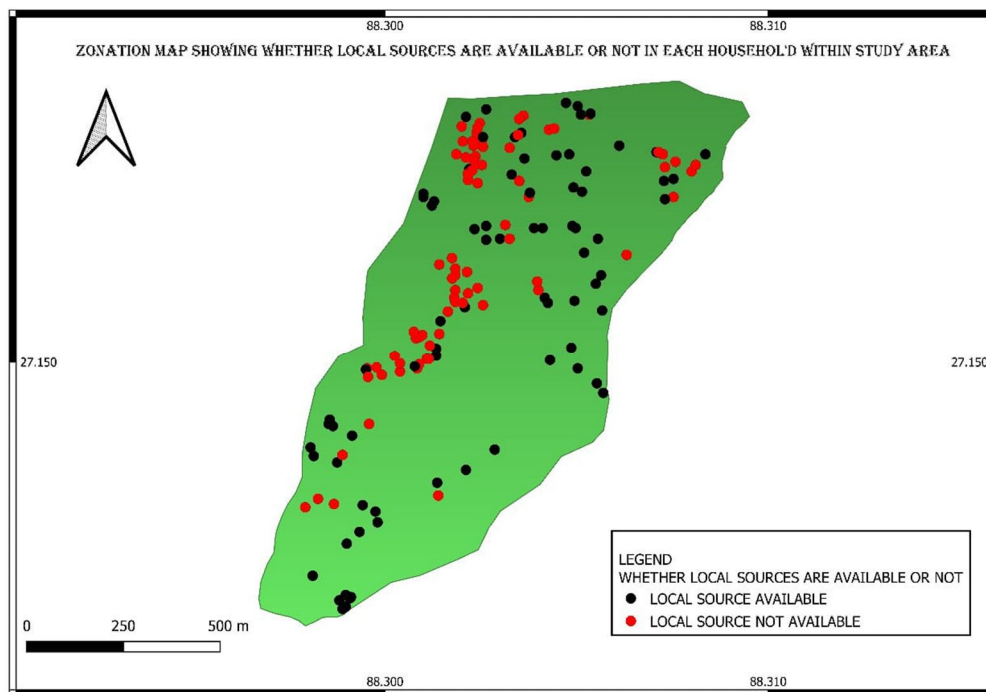 88.300 88.310
ZONATION MAP SHOWING WHETHER LOCAL SOURCES ARE AVAILABLE OR NOT IN EACH HOUSEHOL'D WITHIN STUDY AREA
27.150 27.150
LEGEND
WHETHER LOCAL SOURCES ARE AVAILABLE OR NOT
LOCAL SOURCE AVAILABLE
LOCAL SOURCE NOT AVAILABLE
0 250 500 m
88.300 88.310